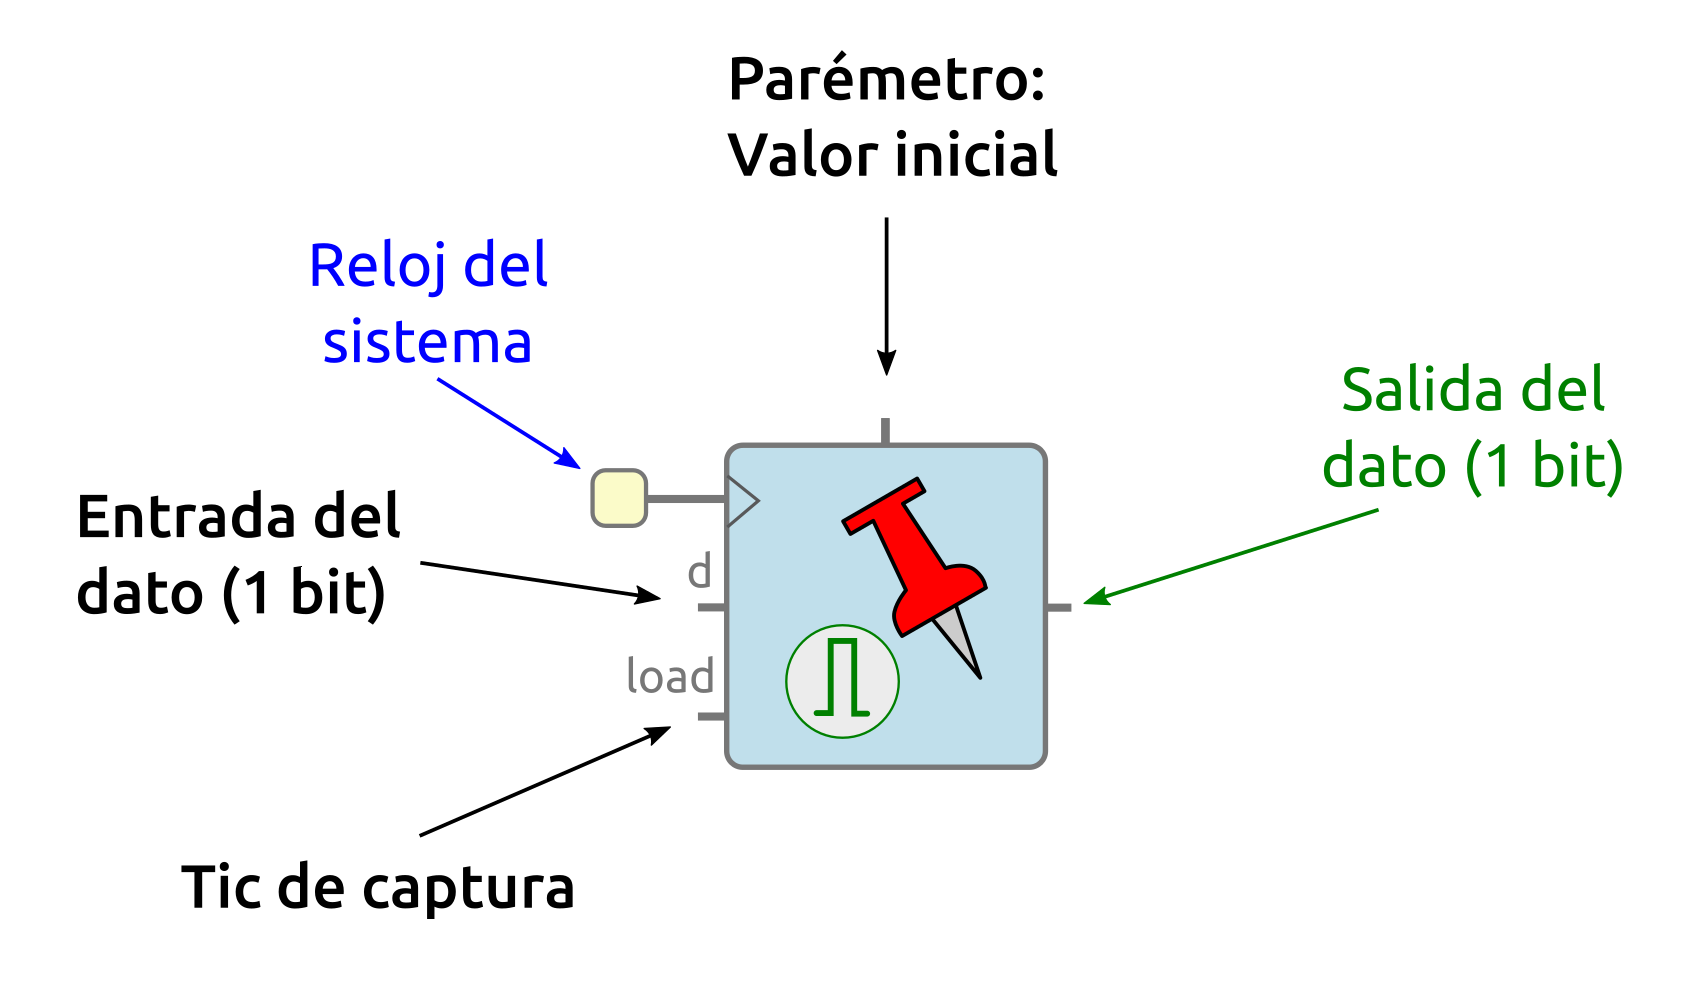 Parémetro:
Valor inicial
Reloj del
sistema
Salida del
dato (1 bit)
Entrada del
dato (1 bit)
d
load
Tic de captura